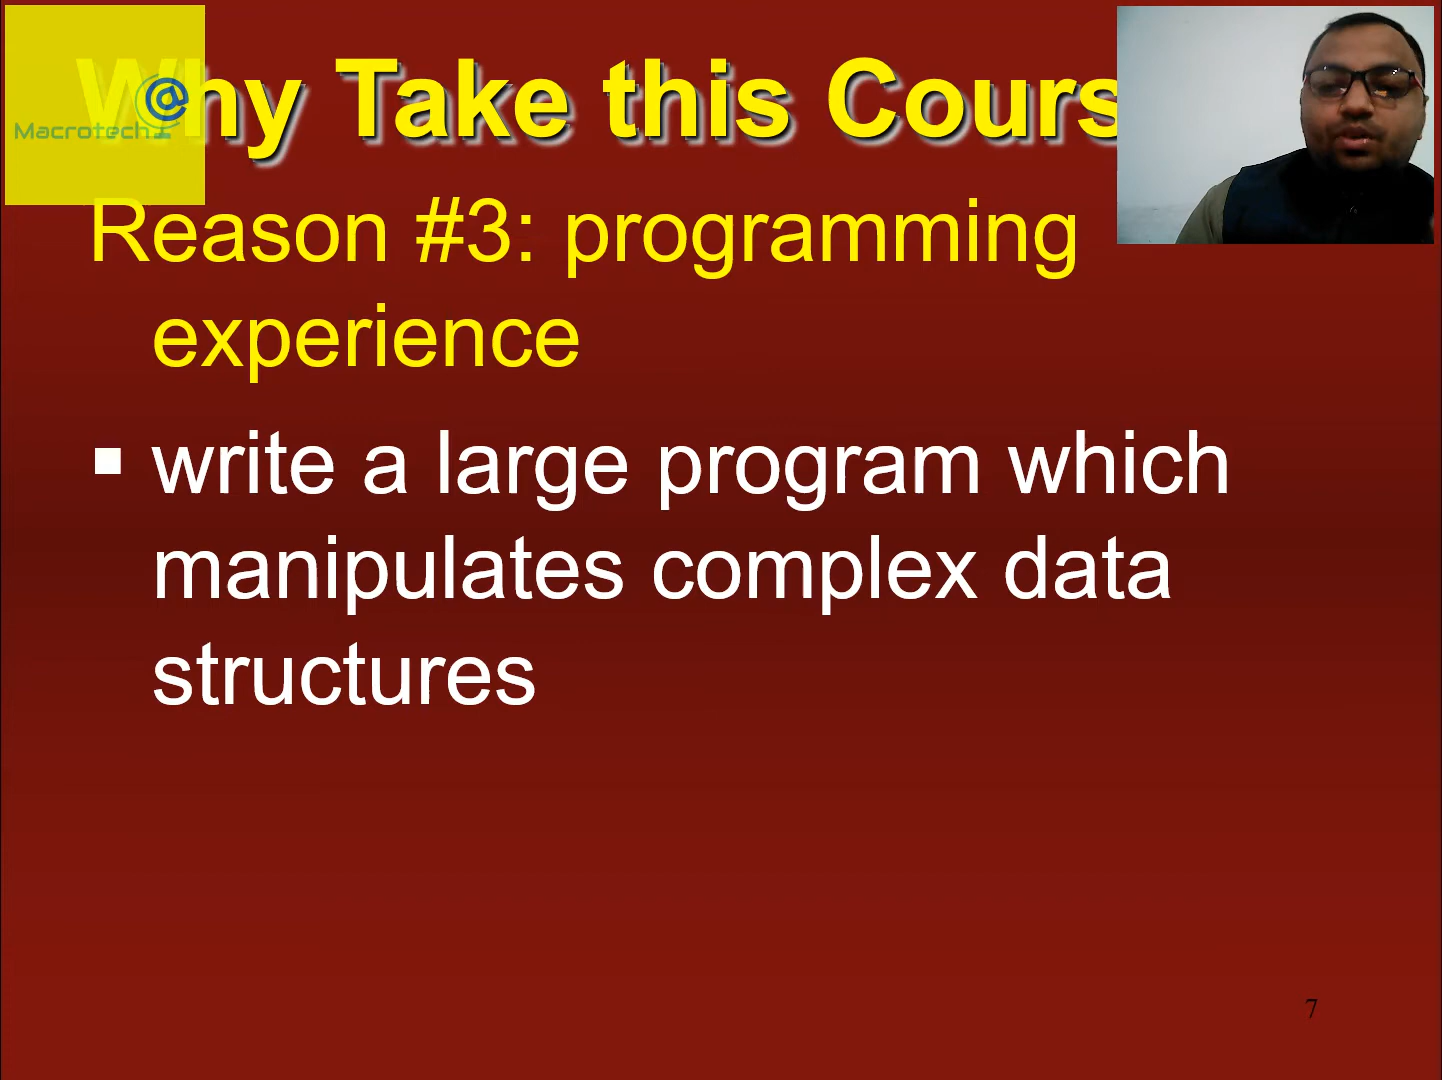 Why Take this Cours
Macrotech
Reason #3: programming
experience
▪ write a large program which
manipulates complex data
structures
7